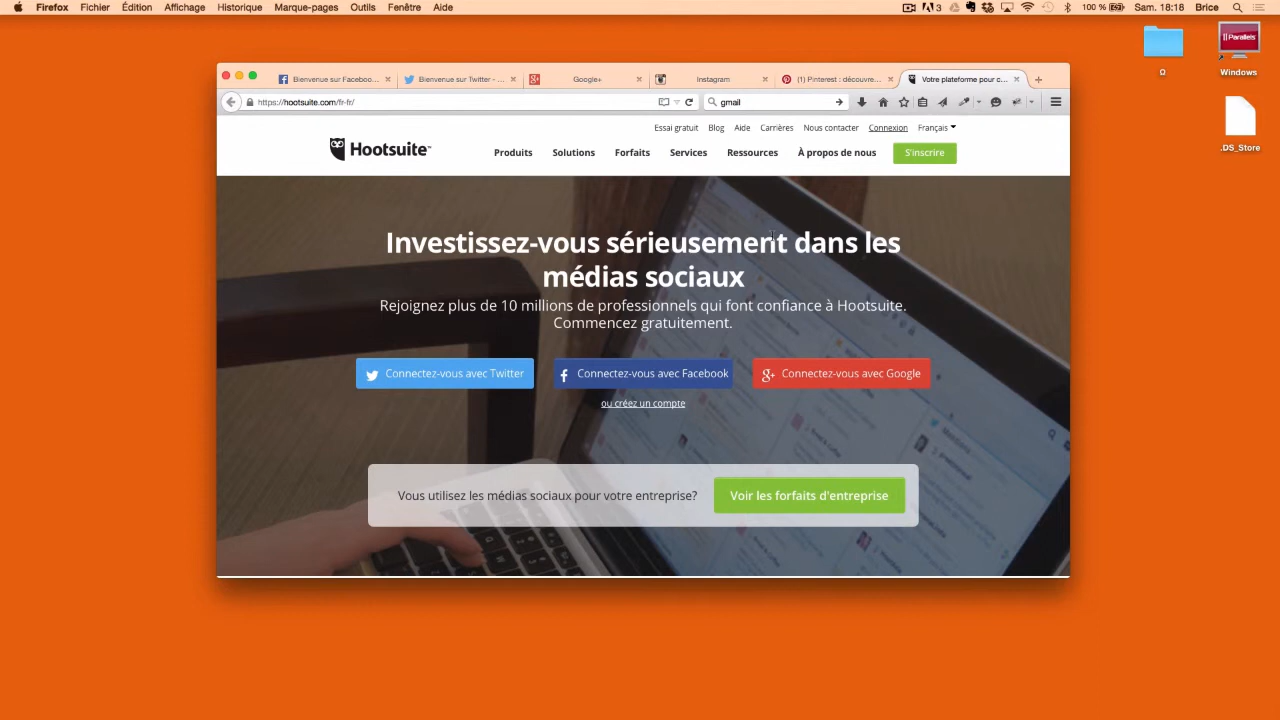 Firefox Fichier Édition Affichage Historique Marque-pages Outils Fenêtre Aide
3 100 % Sam. 18:18 Brice
Parallels
Ω
Windows
.DS_Store
Bienvenue sur Faceboo...
Bienvenue sur Twitter - ...
Google+
Instagram
(1) Pinterest : découvre...
Votre plateforme pour c...
https://hootsuite.com/fr-fr/
gmail
Essai gratuit Blog Aide Carrières Nous contacter Connexion Français
Hootsuite™
Produits Solutions Forfaits Services Ressources À propos de nous S'inscrire
Investissez-vous sérieusement dans les
médias sociaux
Rejoignez plus de 10 millions de professionnels qui font confiance à Hootsuite.
Commencez gratuitement.
Connectez-vous avec Twitter
Connectez-vous avec Facebook
Connectez-vous avec Google
ou créez un compte
Vous utilisez les médias sociaux pour votre entreprise?
Voir les forfaits d'entreprise